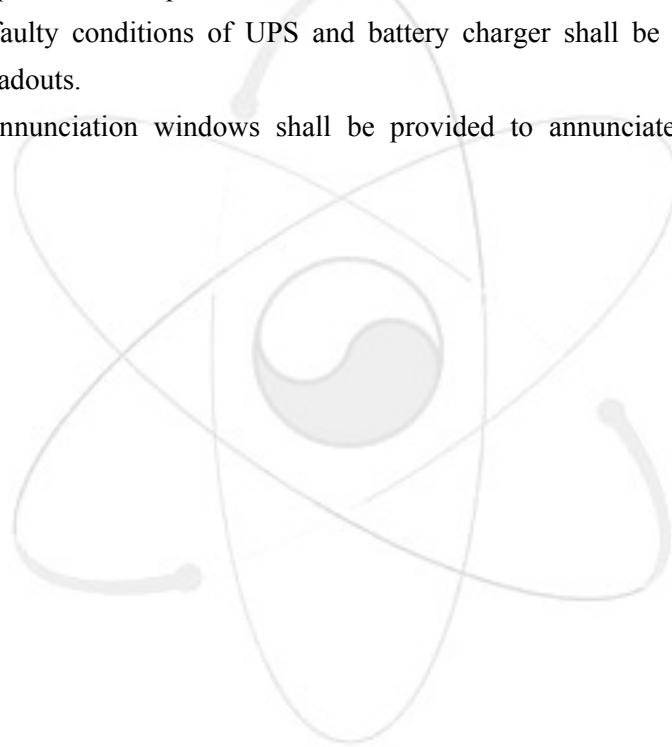 faulty conditions of UPS and battery charger shall be
adouts.
nnunciation windows shall be provided to annunciate